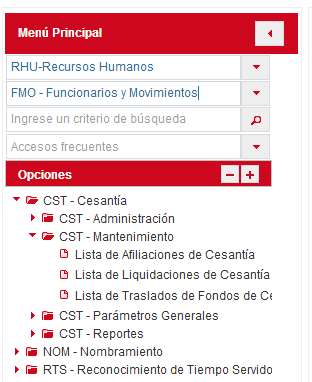 Menú Principal
RHU-Recursos Humanos
FMO - Funcionarios y Movimientos
Ingrese un criterio de búsqueda
Accesos frecuentes
Opciones
CST - Cesantía
CST - Administración
CST - Mantenimiento
Lista de Afiliaciones de Cesantía
Lista de Liquidaciones de Cesantía
Lista de Traslados de Fondos de Ce
CST - Parámetros Generales
CST - Reportes
NOM - Nombramiento
RTS - Reconocimiento de Tiempo Servido